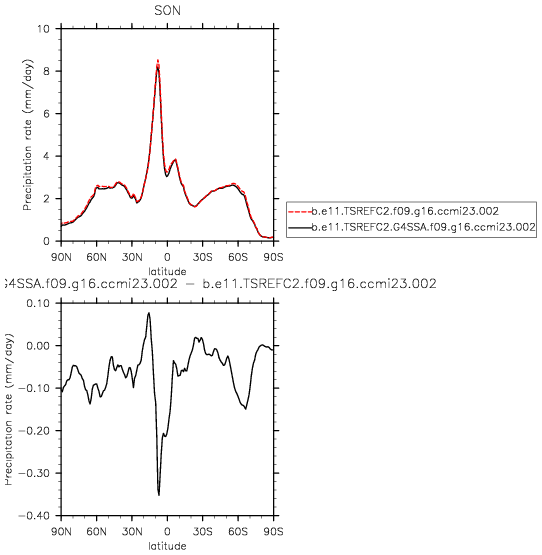 SON
10
8
6
4
2
0
Precipitation rate (mm/day)
90N 60N 30N 0 30S 60S 90S
latitude
b.e11.TSREFC2.f09.g16.ccmi23.002
b.e11.TSREFC2.G4SSA.f09.g16.ccmi23.002
G4SSA.f09.g16.ccmi23.002 − b.e11.TSREFC2.f09.g16.ccmi23.002
0.10
0.00
−0.10
−0.20
−0.30
−0.40
Precipitation rate (mm/day)
90N 60N 30N 0 30S 60S 90S
latitude